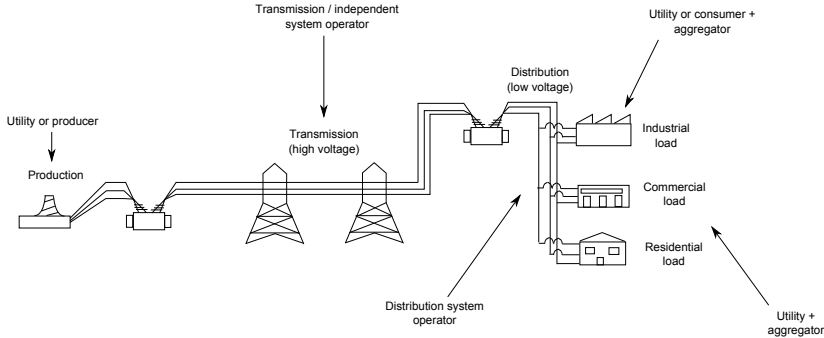 Transmission / independent
system operator
Utility or consumer +
aggregator
Distribution
(low voltage)
Utility or producer
Transmission
(high voltage)
Industrial
load
Production
Commercial
load
Residential
load
Distribution system
operator
Utility +
aggregator